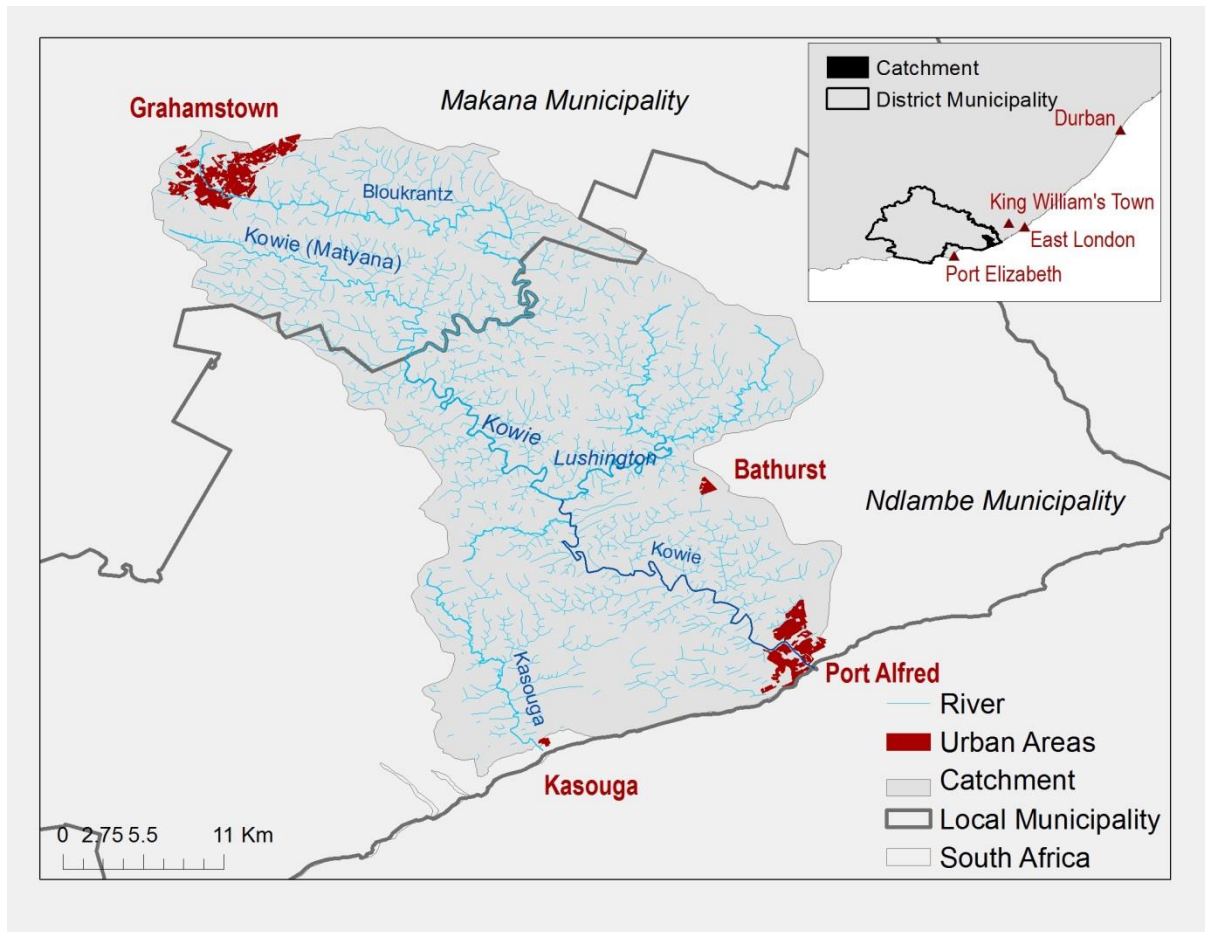 Grahamstown
Makana Municipality
Catchment
District Municipality
Durban
King William's Town
East London
Port Elizabeth
Bloukrantz
Kowie (Matyana)
Kowie
Lushington
Bathurst
Ndlambe Municipality
Kowie
Kasouga
Port Alfred
Kasouga
River
Urban Areas
Catchment
Local Municipality
South Africa
0 2.75 5.5 11 Km